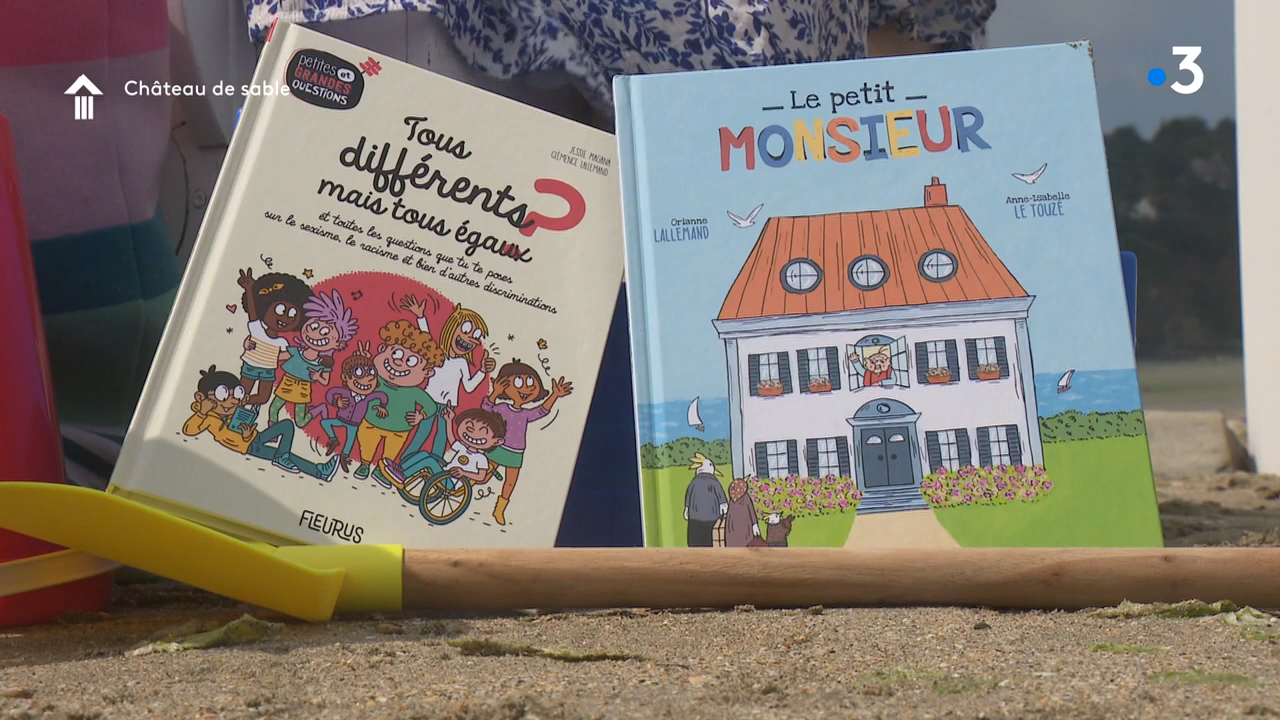 Château de sable
3
petites et
GRANDES
QUESTIONS
JESSIE MAGANA
CLÉMENCE LALLEMAND
Tous
différents
mais tous égaux ?
et toutes les questions que tu te poses
sur le sexisme, le racisme et bien d'autres discriminations
FLEURUS
Le petit
MONSIEUR
Orianne
LALLEMAND
Anne-Isabelle
LE TOUZE